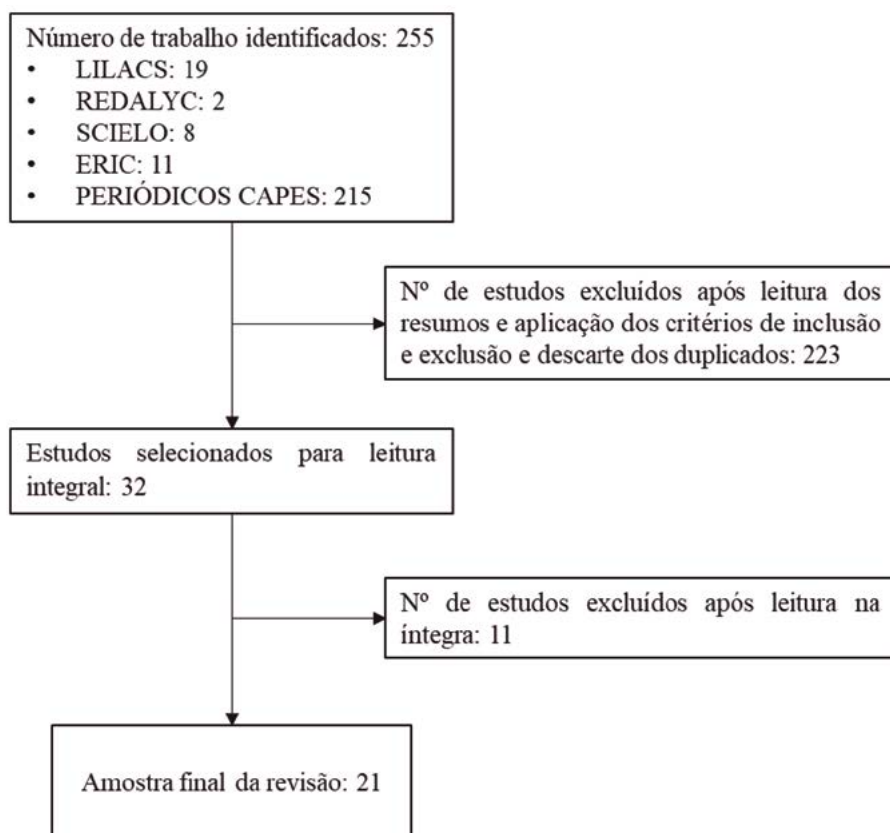 Número de trabalho identificados: 255
• LILACS: 19
• REDALYC: 2
• SCIELO: 8
• ERIC: 11
• PERIÓDICOS CAPES: 215
Nº de estudos excluídos após leitura dos
resumos e aplicação dos critérios de inclusão
e exclusão e descarte dos duplicados: 223
Estudos selecionados para leitura
integral: 32
Nº de estudos excluídos após leitura na
íntegra: 11
Amostra final da revisão: 21